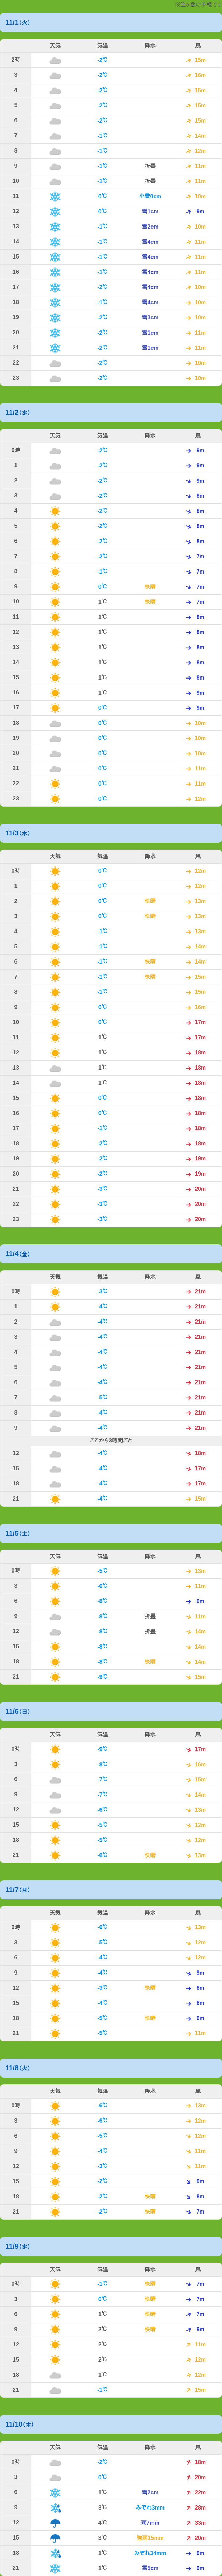 11/1(火)
天気 気温 降水 風
2時 -2℃ 15m
3 -2℃ 16m
4 -2℃ 15m
5 -2℃ 15m
6 -2℃ 15m
7 -1℃ 14m
8 -1℃ 12m
9 -1℃ 折曇 11m
10 -1℃ 折曇 11m
11 0℃ 小雪0cm 10m
12 0℃ 雪1cm 9m
13 -1℃ 雪2cm 10m
14 -1℃ 雪4cm 11m
15 -1℃ 雪4cm 11m
16 -1℃ 雪4cm 11m
17 -2℃ 雪4cm 10m
18 -1℃ 雪4cm 10m
19 -2℃ 雪3cm 10m
20 -2℃ 雪1cm 11m
21 -2℃ 雪1cm 11m
22 -2℃ 10m
23 -2℃ 10m
11/2(水)
天気 気温 降水 風
0時 -2℃ 9m
1 -2℃ 9m
2 -2℃ 9m
3 -2℃ 8m
4 -2℃ 8m
5 -2℃ 8m
6 -2℃ 8m
7 -2℃ 7m
8 -1℃ 7m
9 0℃ 快晴 7m
10 1℃ 快晴 7m
11 1℃ 8m
12 1℃ 8m
13 1℃ 8m
14 1℃ 8m
15 1℃ 8m
16 1℃ 9m
17 0℃ 9m
18 0℃ 10m
19 0℃ 10m
20 0℃ 10m
21 0℃ 11m
22 0℃ 11m
23 0℃ 12m
11/3(木)
天気 気温 降水 風
0時 0℃ 12m
1 0℃ 12m
2 0℃ 快晴 13m
3 0℃ 快晴 13m
4 -1℃ 13m
5 -1℃ 14m
6 -1℃ 快晴 14m
7 -1℃ 快晴 15m
8 -1℃ 15m
9 0℃ 16m
10 0℃ 17m
11 1℃ 17m
12 1℃ 18m
13 1℃ 18m
14 1℃ 18m
15 0℃ 18m
16 0℃ 18m
17 -1℃ 18m
18 -2℃ 18m
19 -2℃ 19m
20 -2℃ 19m
21 -3℃ 20m
22 -3℃ 20m
23 -3℃ 20m
11/4(金)
天気 気温 降水 風
0時 -3℃ 21m
1 -4℃ 21m
2 -4℃ 21m
3 -4℃ 21m
4 -4℃ 21m
5 -4℃ 21m
6 -4℃ 21m
7 -5℃ 21m
8 -4℃ 21m
9 -4℃ 21m
ここから3時間ごと
12 -4℃ 18m
15 -4℃ 17m
18 -4℃ 17m
21 -4℃ 15m
11/5(土)
天気 気温 降水 風
0時 -5℃ 13m
3 -6℃ 11m
6 -8℃ 9m
9 -8℃ 折曇 11m
12 -8℃ 折曇 14m
15 -8℃ 14m
18 -8℃ 快晴 14m
21 -9℃ 15m
11/6(日)
天気 気温 降水 風
0時 -9℃ 17m
3 -8℃ 16m
6 -7℃ 15m
9 -7℃ 14m
12 -6℃ 13m
15 -5℃ 12m
18 -5℃ 12m
21 -6℃ 快晴 13m
11/7(月)
天気 気温 降水 風
0時 -6℃ 13m
3 -5℃ 12m
6 -4℃ 12m
9 -4℃ 9m
12 -3℃ 快晴 8m
15 -4℃ 8m
18 -5℃ 快晴 9m
21 -5℃ 11m
11/8(火)
天気 気温 降水 風
0時 -6℃ 13m
3 -6℃ 12m
6 -5℃ 12m
9 -4℃ 11m
12 -3℃ 11m
15 -2℃ 9m
18 -2℃ 快晴 8m
21 -2℃ 快晴 7m
11/9(水)
天気 気温 降水 風
0時 -1℃ 快晴 7m
3 0℃ 快晴 7m
6 1℃ 快晴 7m
9 2℃ 快晴 9m
12 2℃ 11m
15 2℃ 12m
18 1℃ 12m
21 -1℃ 15m
11/10(木)
天気 気温 降水 風
0時 -2℃ 18m
3 0℃ 20m
6 1℃ 雪2cm 22m
9 1℃ みぞれ3mm 28m
12 4℃ 雨7mm 33m
15 3℃ 強雨15mm 20m
18 1℃ みぞれ34mm 9m
21 1℃ 雪5cm 9m